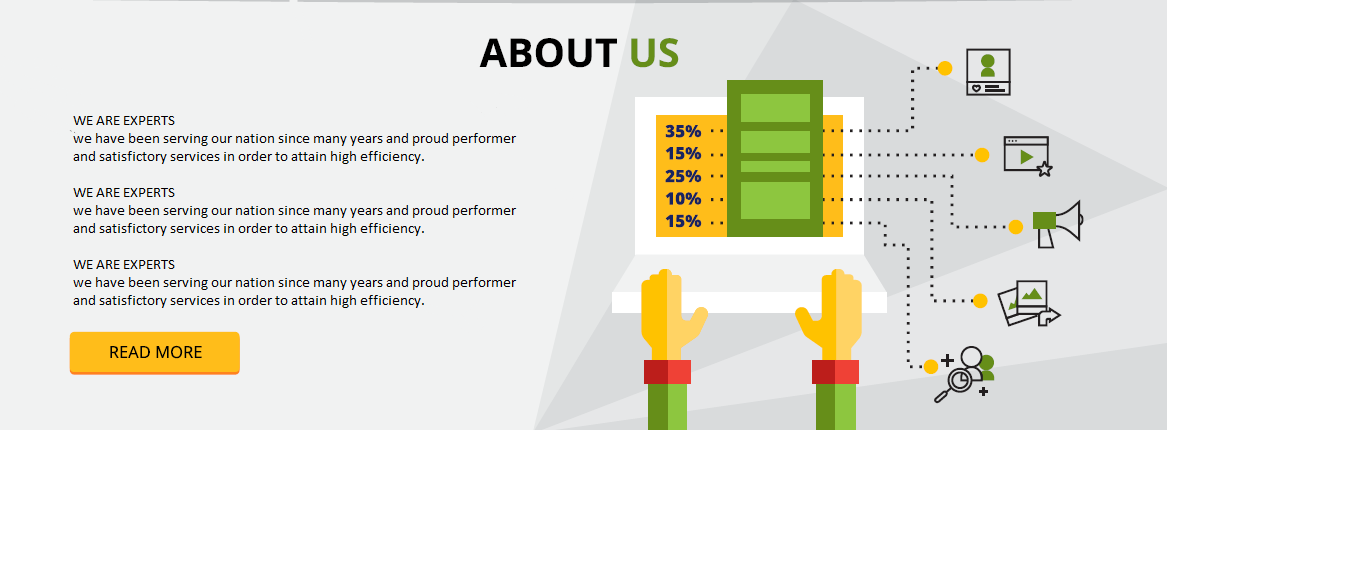 ABOUT US
WE ARE EXPERTS
we have been serving our nation since many years and proud performer
and satisfictory services in order to attain high efficiency.
WE ARE EXPERTS
we have been serving our nation since many years and proud performer
and satisfictory services in order to attain high efficiency.
WE ARE EXPERTS
we have been serving our nation since many years and proud performer
and satisfictory services in order to attain high efficiency.
READ MORE
35%
15%
25%
10%
15%